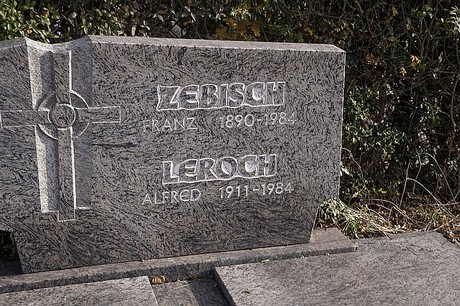 ZEBISCH
FRANZ 1890-1984
LEROCH
ALFRED 1911-1984